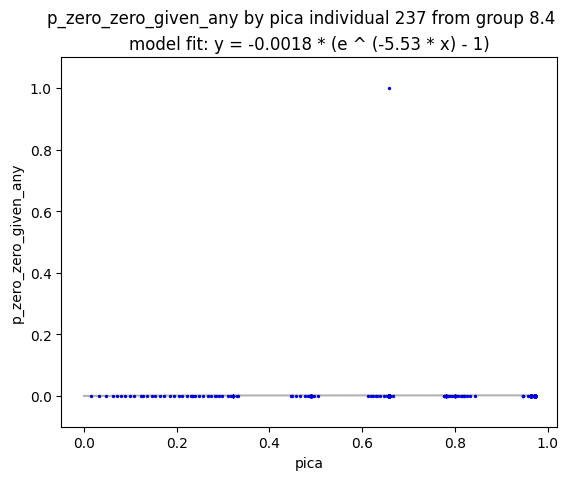 p_zero_zero_given_any by pica individual 237 from group 8.4
model fit: y = -0.0018 * (e ^ (-5.53 * x) - 1)
1.0
0.8
0.6
0.4
0.2
0.0
p_zero_zero_given_any
0.0 0.2 0.4 0.6 0.8 1.0
pica